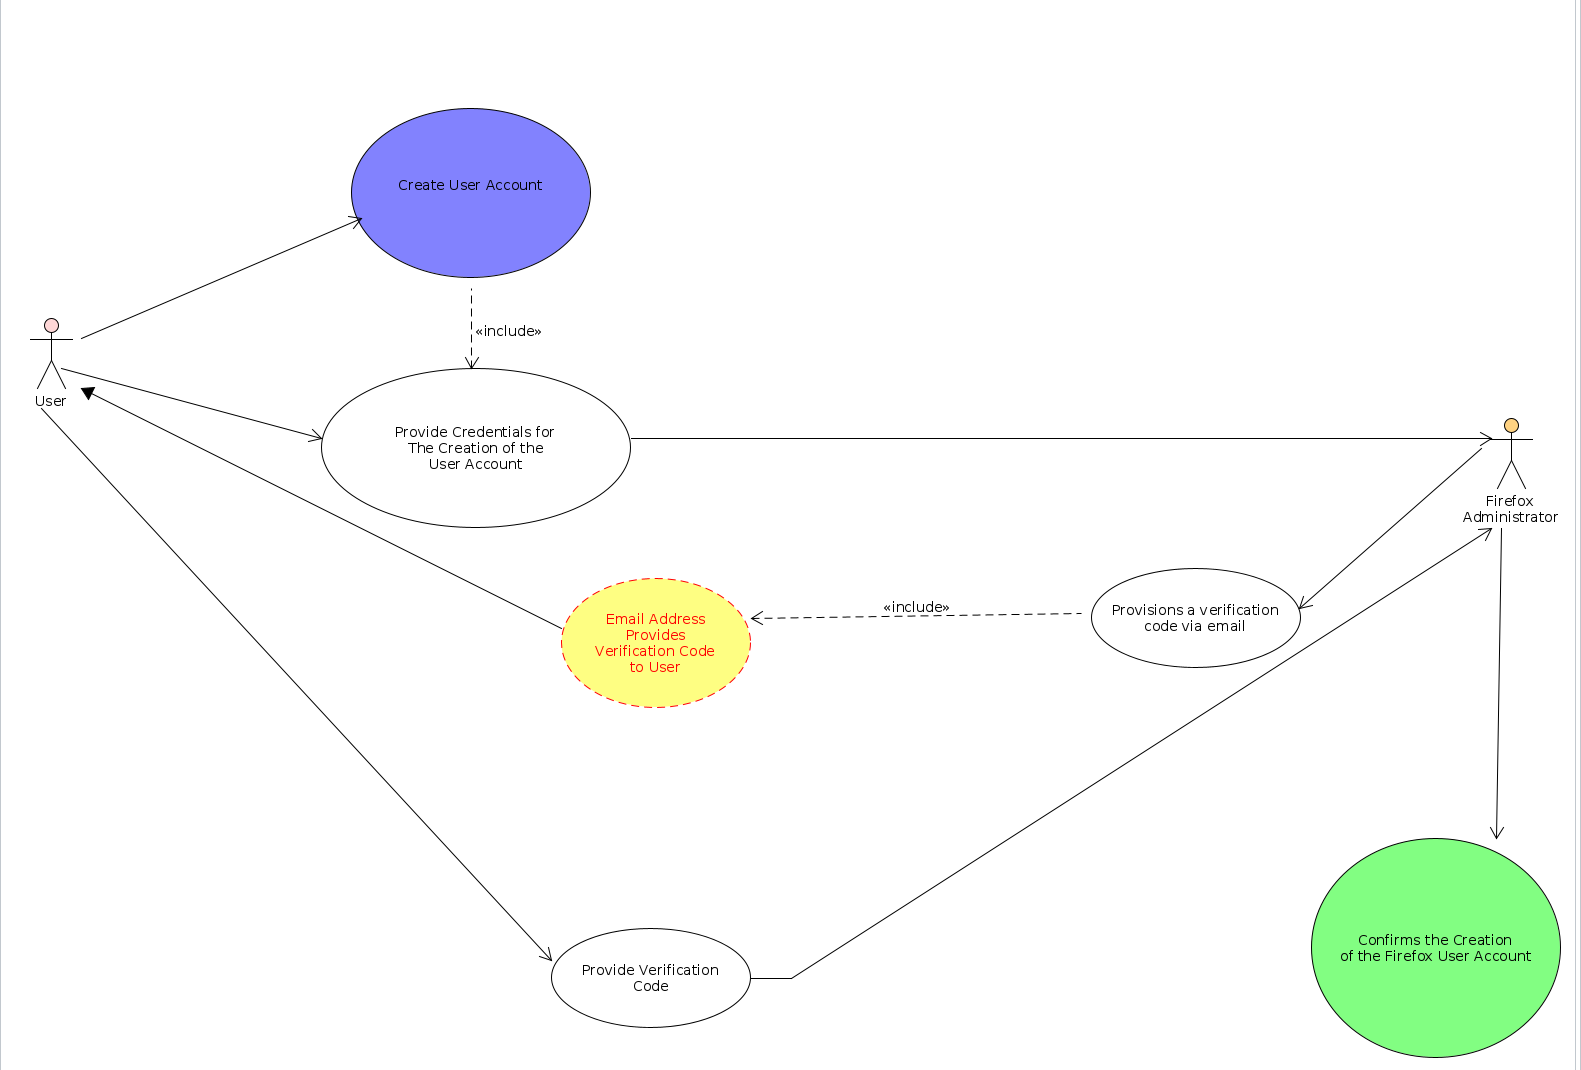 Create User Account
«include»
User
Provide Credentials for
The Creation of the
User Account
Firefox
Administrator
«include»
Provisions a verification
code via email
Email Address
Provides
Verification Code
to User
Confirms the Creation
of the Firefox User Account
Provide Verification
Code